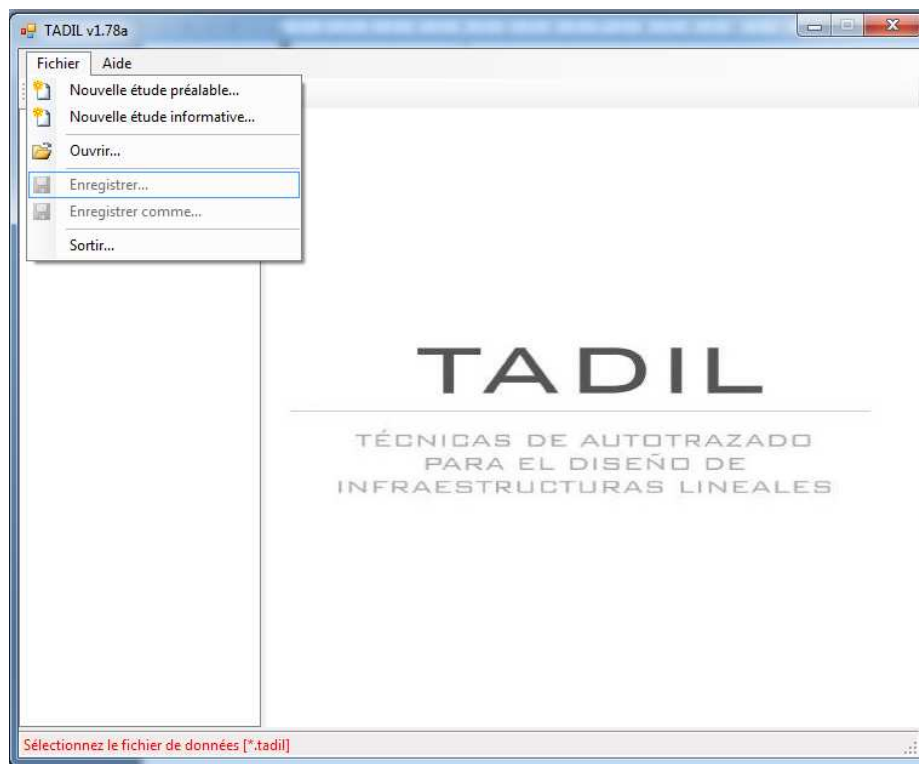 TADIL v1.78a
Fichier Aide
Nouvelle étude préalable...
Nouvelle étude informative...
Ouvrir...
Enregistrer...
Enregistrer comme...
Sortir...
TADIL
TÉCNICAS DE AUTOTRAZADO
PARA EL DISEÑO DE
INFRAESTRUCTURAS LINEALES
Sélectionnez le fichier de données [*.tadil]